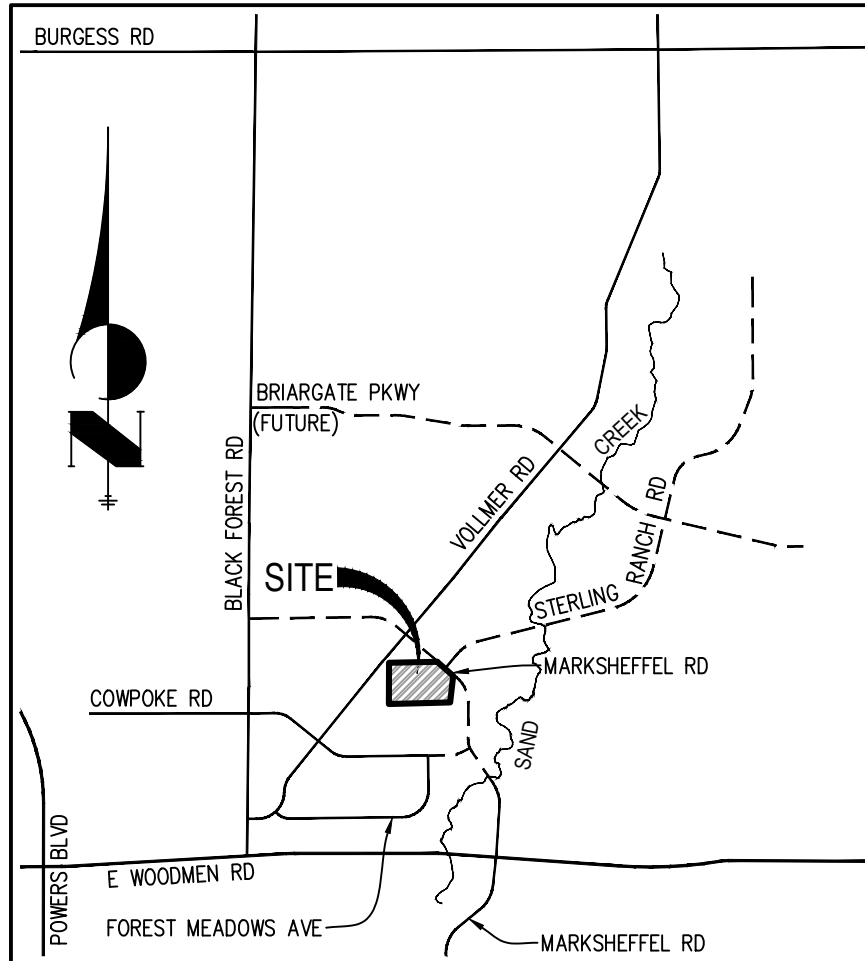 BURGESS RD
BRIARGATE PKWY
(FUTURE)
BLACK FOREST RD
VOLLMER RD
CREEK
STERLING RANCH RD
N
SITE
MARKSHEFFEL RD
COWPOKE RD
SAND
POWERS BLVD
E WOODMEN RD
FOREST MEADOWS AVE
MARKSHEFFEL RD